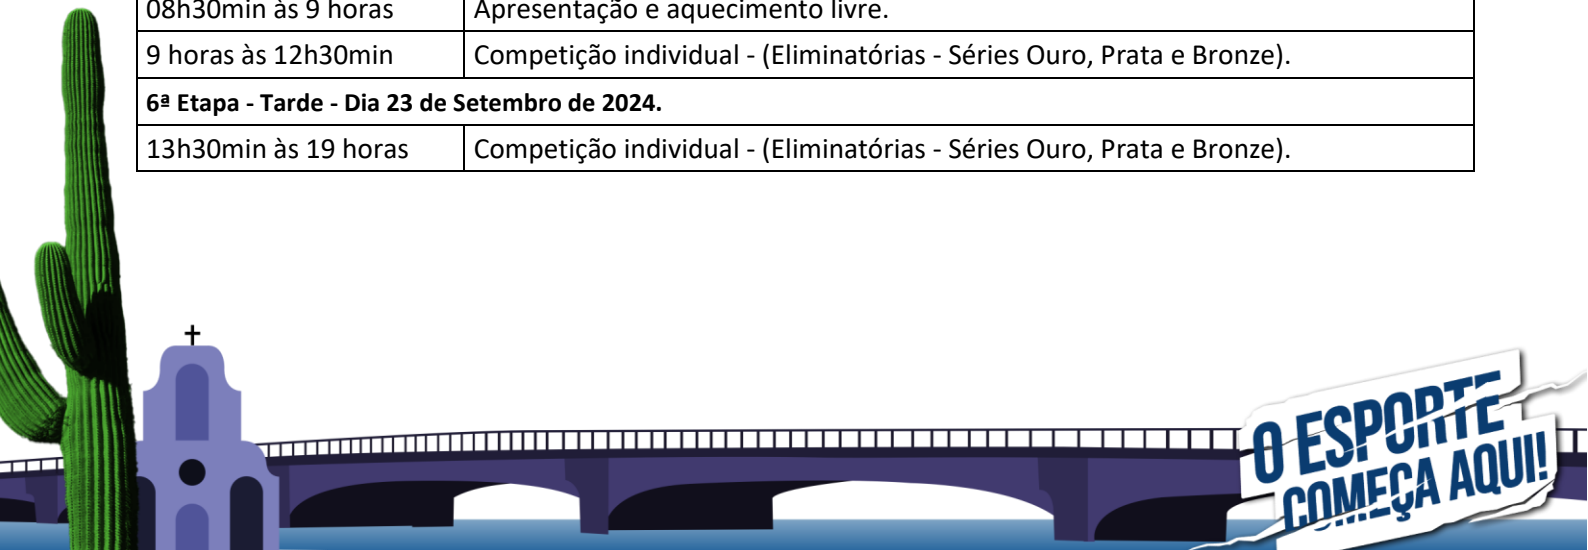 08h30min às 9 horas Apresentação e aquecimento livre.
9 horas às 12h30min Competição individual - (Eliminatórias - Séries Ouro, Prata e Bronze).
6ª Etapa - Tarde - Dia 23 de Setembro de 2024.
13h30min às 19 horas Competição individual - (Eliminatórias - Séries Ouro, Prata e Bronze).
O ESPORTE
COMEÇA AQUI!